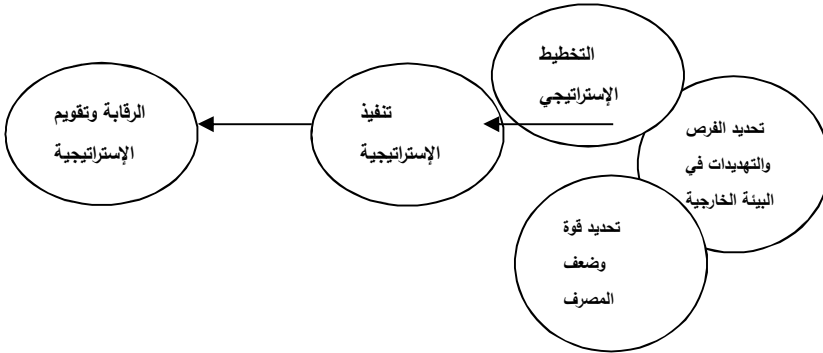 التخطيط
الإستراتيجي
تحديد الفرص
والتهديدات في
البيئة الخارجية
تحديد قوة
وضعف
المصرف
تنفيذ
الإستراتيجية
الرقابة وتقويم
الإستراتيجية